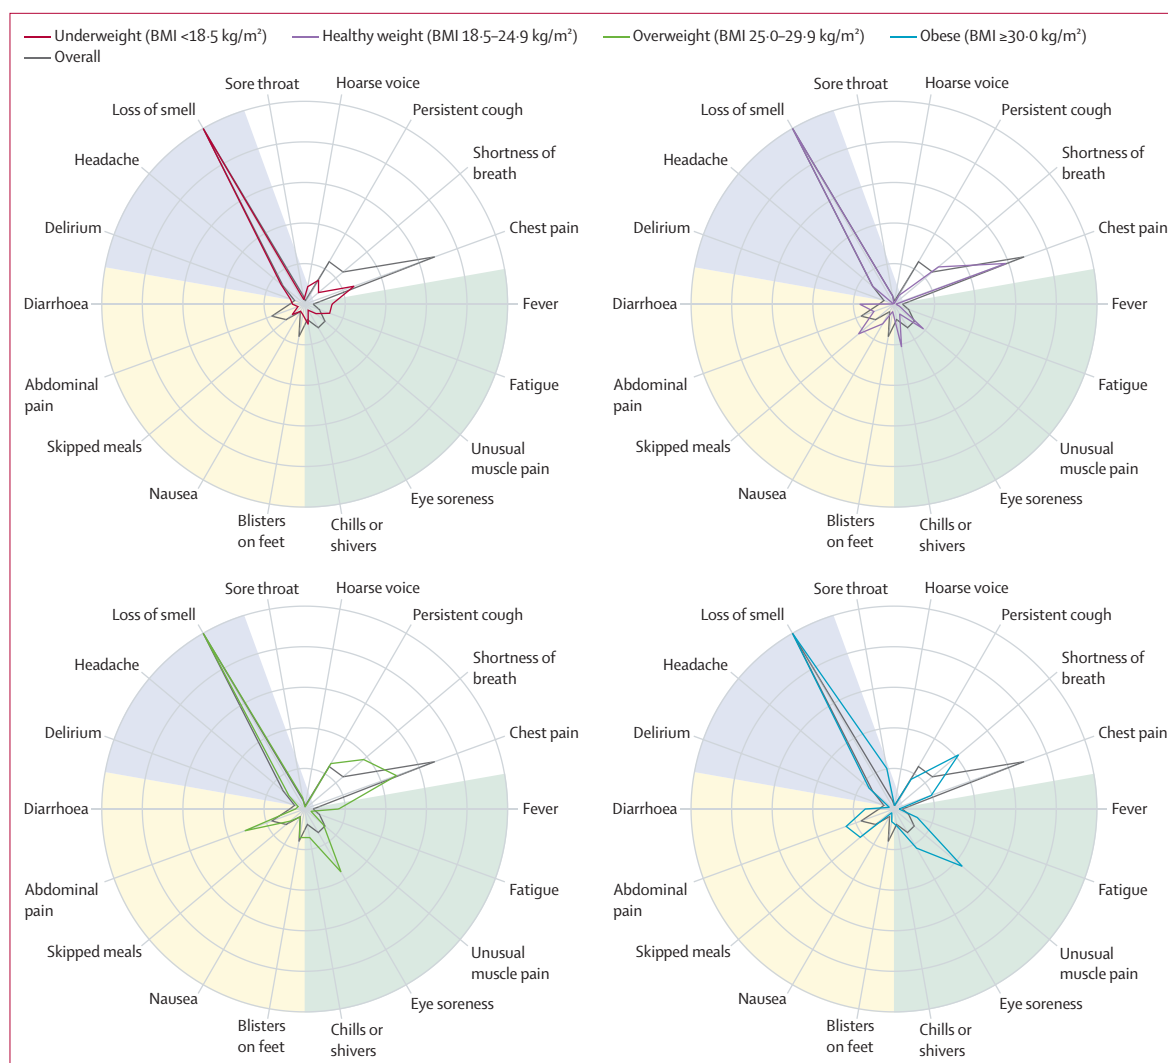 Underweight (BMI <18·5 kg/m²) Healthy weight (BMI 18·5–24·9 kg/m²) Overweight (BMI 25·0–29·9 kg/m²) Obese (BMI ≥30·0 kg/m²)
Overall
Sore throat
Hoarse voice
Persistent cough
Shortness of
breath
Chest pain
Fever
Fatigue
Unusual
muscle pain
Eye soreness
Chills or
shivers
Blisters
on feet
Nausea
Skipped meals
Abdominal
pain
Diarrhoea
Delirium
Headache
Loss of smell
Sore throat
Hoarse voice
Persistent cough
Shortness of
breath
Chest pain
Fever
Fatigue
Unusual
muscle pain
Eye soreness
Chills or
shivers
Blisters
on feet
Nausea
Skipped meals
Abdominal
pain
Diarrhoea
Delirium
Headache
Loss of smell
Sore throat
Hoarse voice
Persistent cough
Shortness of
breath
Chest pain
Fever
Fatigue
Unusual
muscle pain
Eye soreness
Chills or
shivers
Blisters
on feet
Nausea
Skipped meals
Abdominal
pain
Diarrhoea
Delirium
Headache
Loss of smell
Sore throat
Hoarse voice
Persistent cough
Shortness of
breath
Chest pain
Fever
Fatigue
Unusual
muscle pain
Eye soreness
Chills or
shivers
Blisters
on feet
Nausea
Skipped meals
Abdominal
pain
Diarrhoea
Delirium
Headache
Loss of smell